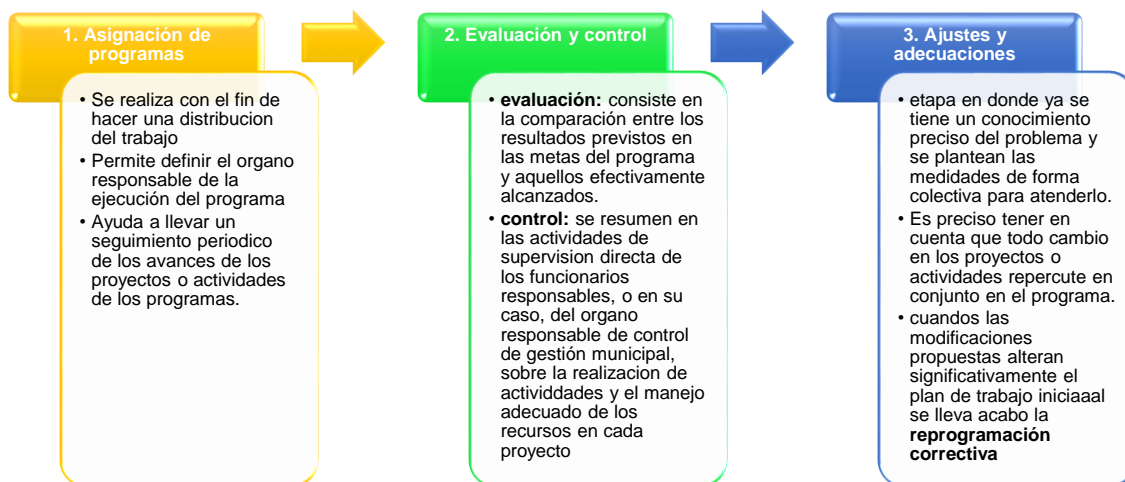 1. Asignación de
programas
• Se realiza con el fin de
hacer una distribucion
del trabajo
• Permite definir el organo
responsable de la
ejecución del programa
• Ayuda a llevar un
seguimiento periodico
de los avances de los
proyectos o actividades
de los programas.
2. Evaluación y control
• evaluación: consiste en
la comparación entre los
resultados previstos en
las metas del programa
y aquellos efectivamente
alcanzados.
• control: se resumen en
las actividades de
supervision directa de
los funcionarios
responsables, o en su
caso, del organo
responsable de control
de gestión municipal,
sobre la realizacion de
actividdades y el manejo
adecuado de los
recursos en cada
proyecto
3. Ajustes y
adecuaciones
• etapa en donde ya se
tiene un conocimiento
preciso del problema y
se plantean las
medidades de forma
colectiva para atenderlo.
• Es preciso tener en
cuenta que todo cambio
en los proyectos o
actividades repercute en
conjunto en el programa.
• cuandos las
modificaciones
propuestas alteran
significativamente el
plan de trabajo iniciaaal
se lleva acabo la
reprogramación
correctiva